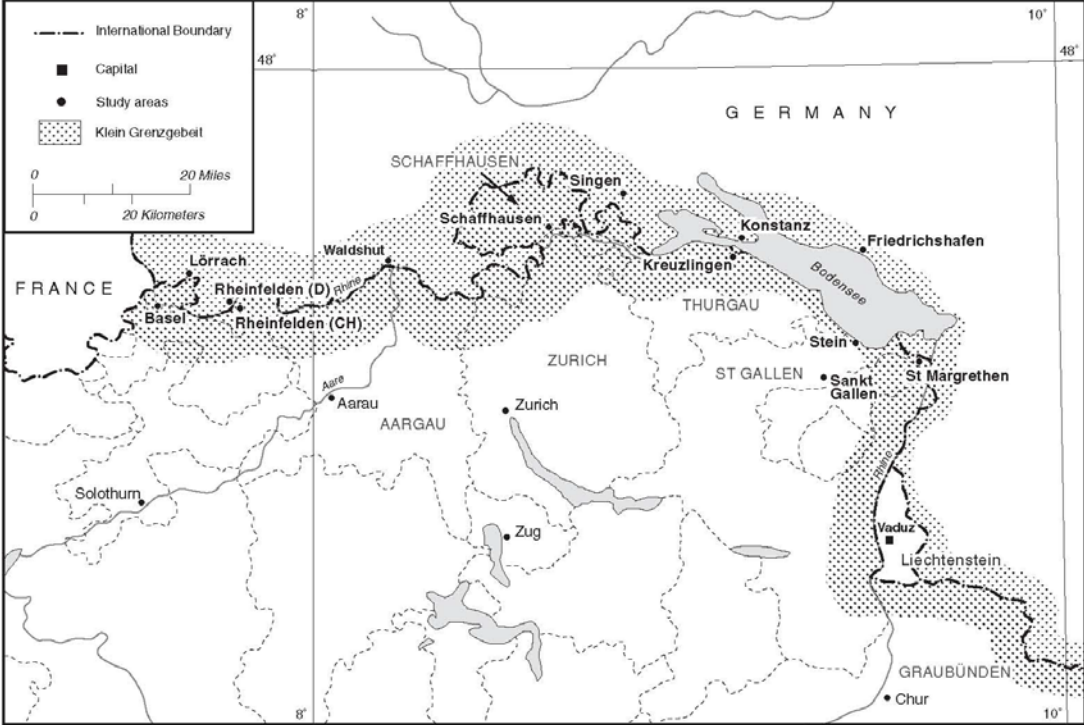 8°
10°
International Boundary
48°
48°
Capital
Study areas
GERMANY
Klein Grenzgebeit
SCHAFFHAUSEN
0 20 Miles
Singen
0 20 Kilometers
Schaffhausen
Konstanz
Friedrichshafen
Waldshut
Lörrach
Kreuzlingen
Bodensee
FRANCE
Rheinfelden (D)
Rhine
THURGAU
Basel
Rheinfelden (CH)
Stein
ZURICH
ST GALLEN
St Margrethen
Sankt
Gallen
Aare
Aarau
Zurich
AARGAU
Rhine
Solothurn
Vaduz
Zug
Liechtenstein
GRAUBÜNDEN
Chur
8°
10°